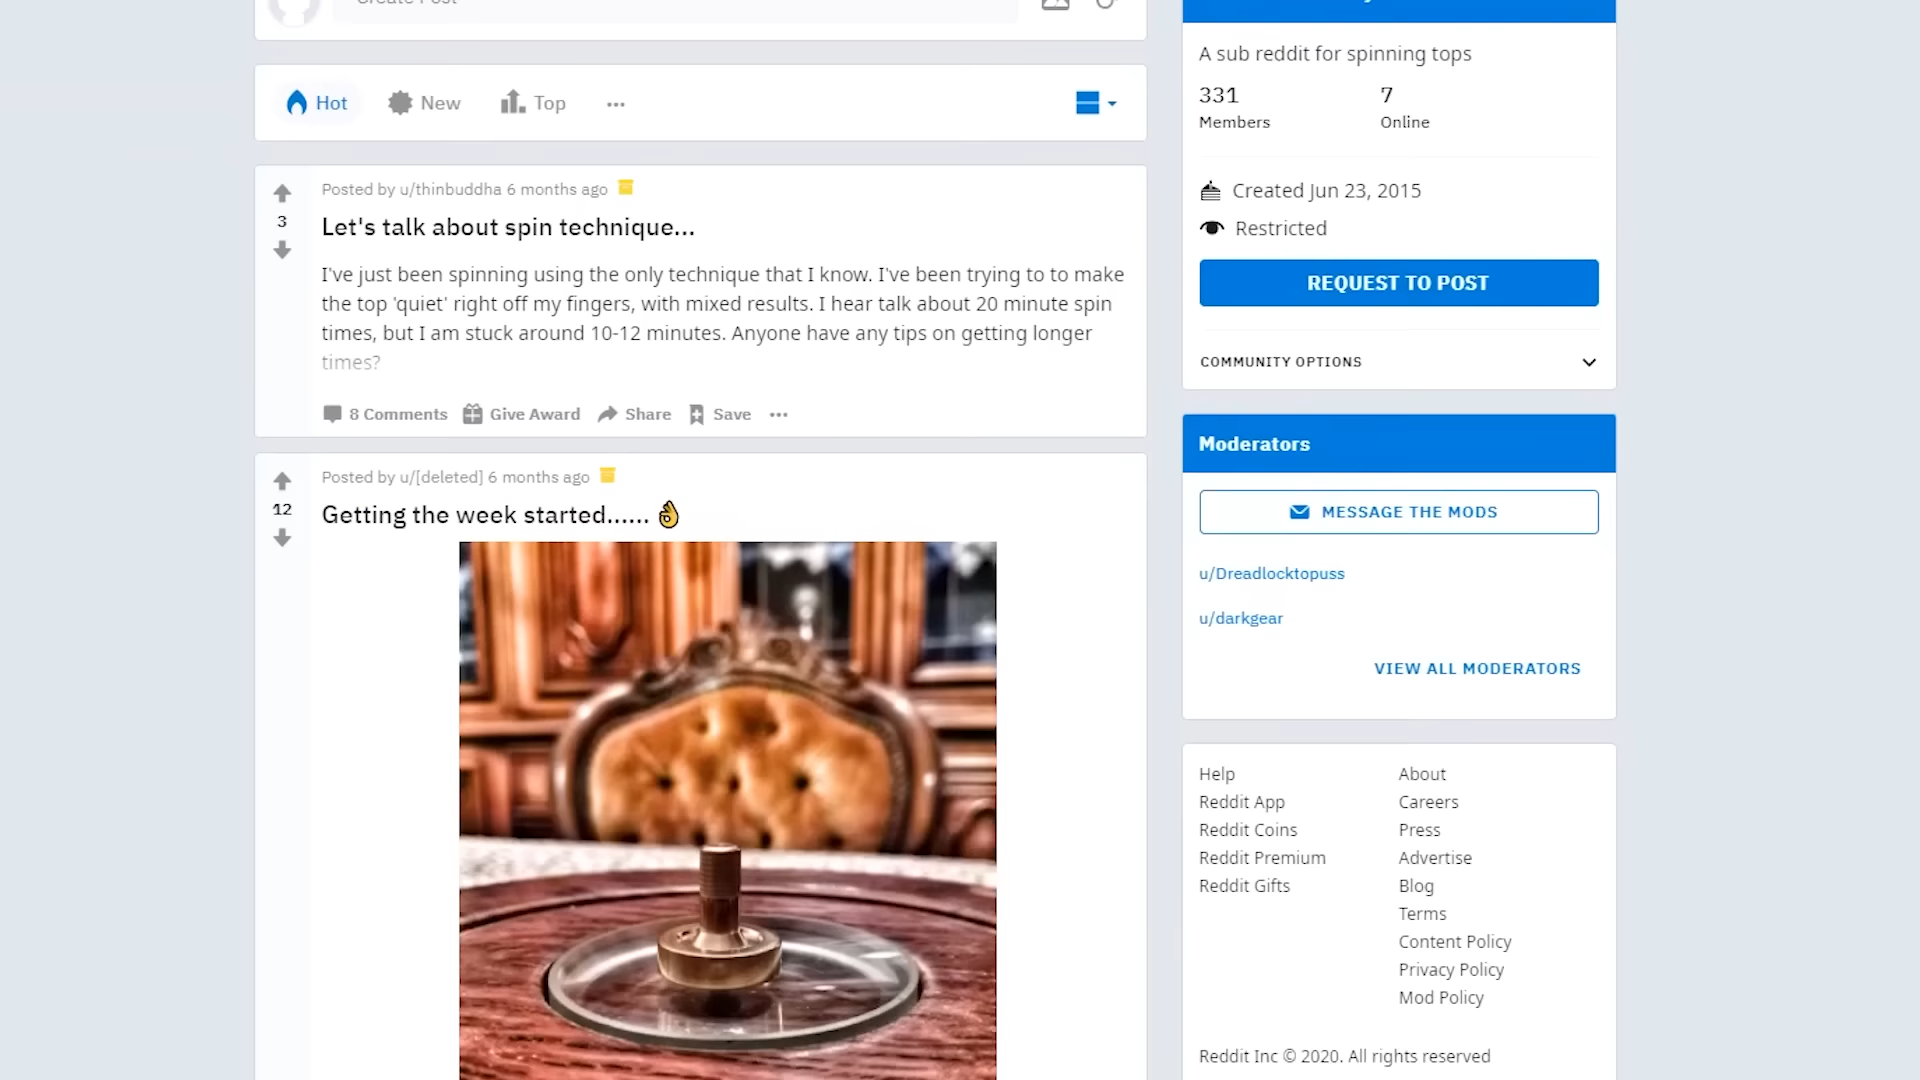 Hot
New
Top
Posted by u/thinbuddha 6 months ago
3
Let's talk about spin technique...
I've just been spinning using the only technique that I know. I've been trying to to make
the top 'quiet' right off my fingers, with mixed results. I hear talk about 20 minute spin
times, but I am stuck around 10-12 minutes. Anyone have any tips on getting longer
times?
8 Comments
Give Award
Share
Save
Posted by u/[deleted] 6 months ago
12
Getting the week started...... 👌
A sub reddit for spinning tops
331
7
Members
Online
Created Jun 23, 2015
Restricted
REQUEST TO POST
COMMUNITY OPTIONS
Moderators
MESSAGE THE MODS
u/Dreadlocktopuss
u/darkgear
VIEW ALL MODERATORS
Help
Reddit App
Reddit Coins
Reddit Premium
Reddit Gifts
About
Careers
Press
Advertise
Blog
Terms
Content Policy
Privacy Policy
Mod Policy
Reddit Inc © 2020. All rights reserved